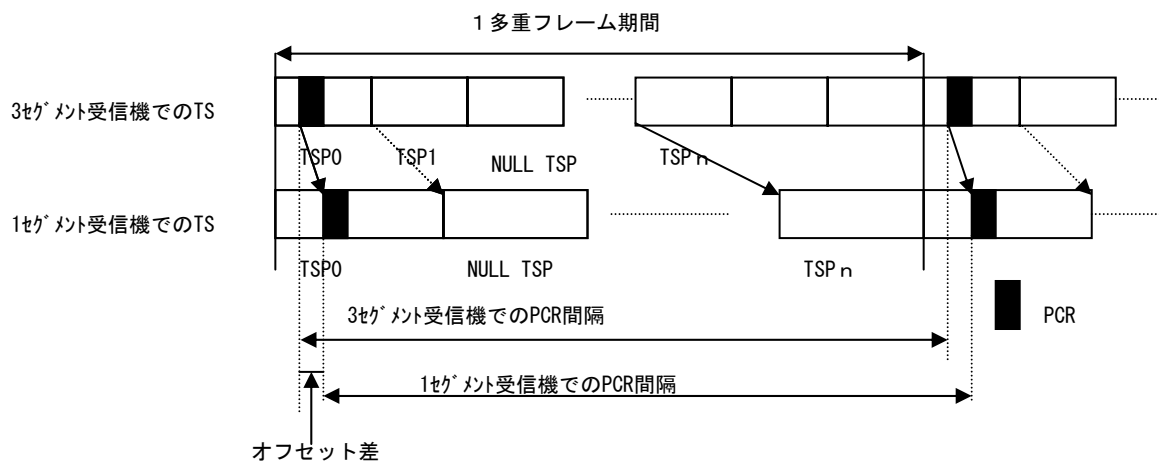 1多重フレーム期間
3ｾｸﾞﾒﾝﾄ受信機でのTS
TSP0 TSP1 NULL TSP TSPｎ
1ｾｸﾞﾒﾝﾄ受信機でのTS
TSP0 NULL TSP TSPｎ
3ｾｸﾞﾒﾝﾄ受信機でのPCR間隔
PCR
1ｾｸﾞﾒﾝﾄ受信機でのPCR間隔
オフセット差